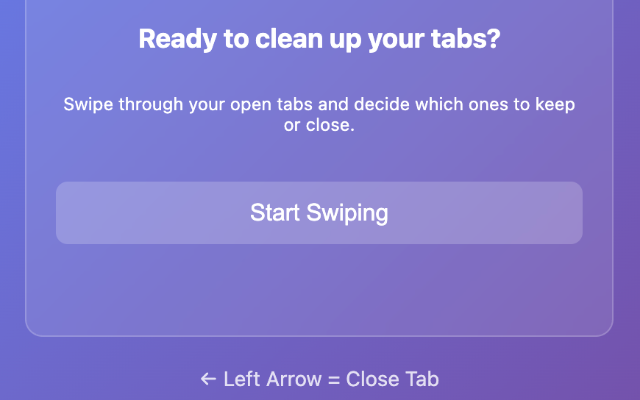 Ready to clean up your tabs?
Swipe through your open tabs and decide which ones to keep
or close.
Start Swiping
← Left Arrow = Close Tab